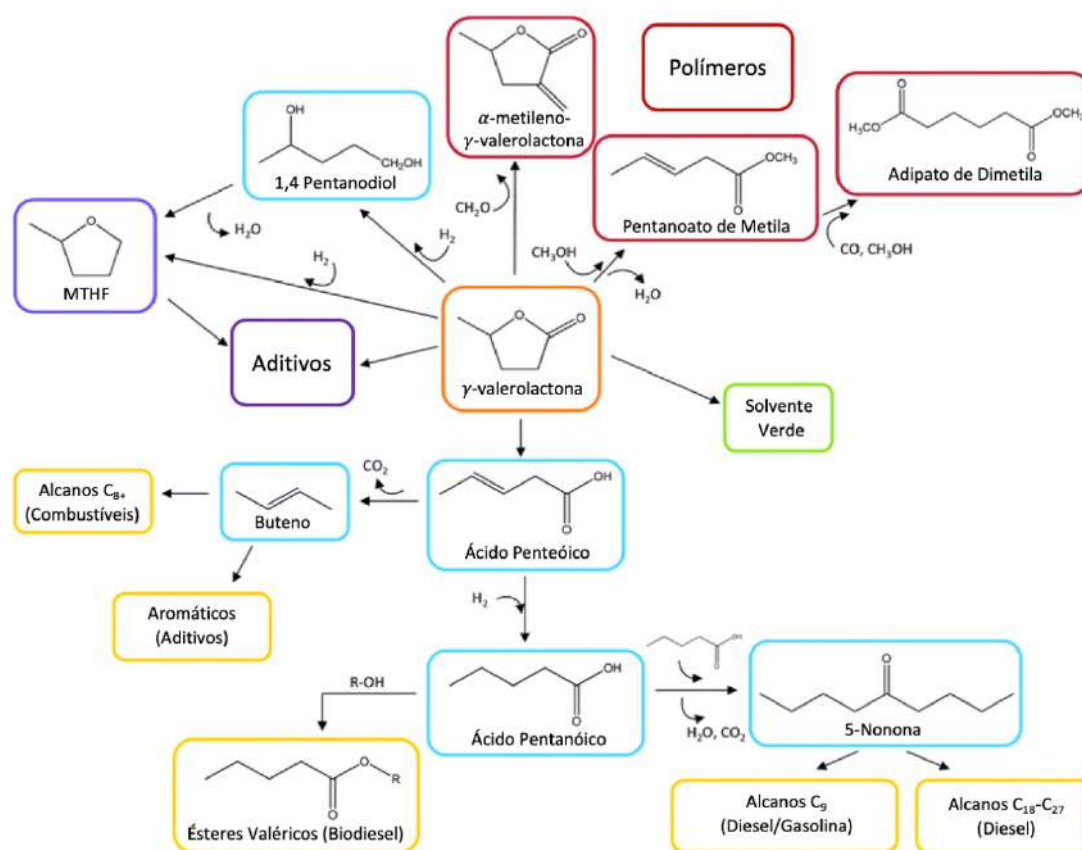 O
O
α-metileno-
γ-valerolactona
Polímeros
O
H₃CO
OCH₃
O
Adipato de Dimetila
OH
CH₂OH
1,4 Pentanodiol
OCH₃
O
Pentanoato de Metila
CH₂O
H₂O
H₂
CH₃OH
H₂O
CO, CH₃OH
O
MTHF
H₂
O
O
γ-valerolactona
Aditivos
Solvente
Verde
Alcanos C₈₊
(Combustíveis)
Buteno
CO₂
OH
O
Ácido Penteóico
Aromáticos
(Aditivos)
H₂
R-OH
OH
O
Ácido Pentanóico
OH
O
H₂O, CO₂
O
5-Nonona
O
R
O
Ésteres Valéricos (Biodiesel)
Alcanos C₉
(Diesel/Gasolina)
Alcanos C₁₈-C₂₇
(Diesel)